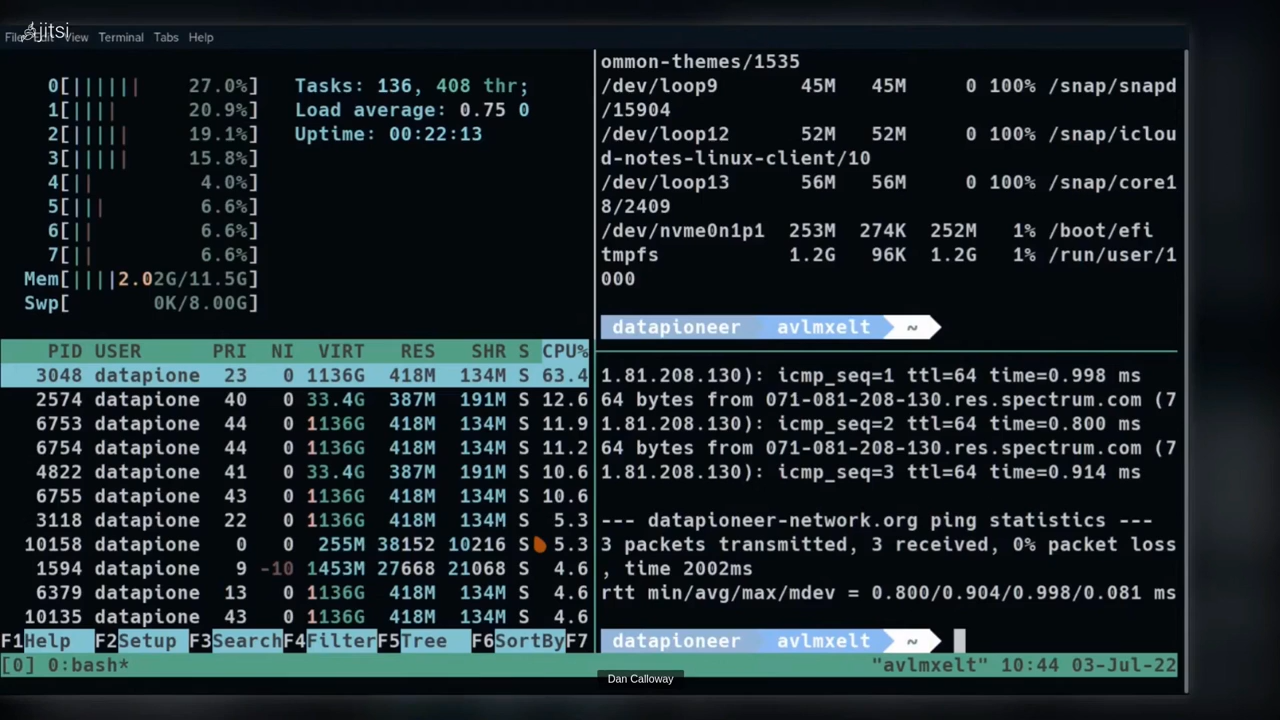 jitsi
File Edit View Terminal Tabs Help
0[|||||| 27.0%] Tasks: 136, 408 thr;
1[|||| 20.9%] Load average: 0.75 0
2[||||| 19.1%] Uptime: 00:22:13
3[||||| 15.8%]
4[|| 4.0%]
5[||| 6.6%]
6[|| 6.6%]
7[|| 6.6%]
Mem[||||2.02G/11.5G]
Swp[ 0K/8.00G]
PID USER PRI NI VIRT RES SHR S CPU%
3048 datapione 23 0 1136G 418M 134M S 63.4
2574 datapione 40 0 33.4G 387M 191M S 12.6
6753 datapione 44 0 1136G 418M 134M S 11.9
6754 datapione 44 0 1136G 418M 134M S 11.2
4822 datapione 41 0 33.4G 387M 191M S 10.6
6755 datapione 43 0 1136G 418M 134M S 10.6
3118 datapione 22 0 1136G 418M 134M S 5.3
10158 datapione 0 0 255M 38152 10216 S 5.3
1594 datapione 9 -10 1453M 27668 21068 S 4.6
6379 datapione 13 0 1136G 418M 134M S 4.6
10135 datapione 43 0 1136G 418M 134M S 4.6
F1Help F2Setup F3Search F4Filter F5Tree F6SortBy F7
ommon-themes/1535
/dev/loop9 45M 45M 0 100% /snap/snapd
/15904
/dev/loop12 52M 52M 0 100% /snap/iclou
d-notes-linux-client/10
/dev/loop13 56M 56M 0 100% /snap/core1
8/2409
/dev/nvme0n1p1 253M 274K 252M 1% /boot/efi
tmpfs 1.2G 96K 1.2G 1% /run/user/1
000
datapioneer avlmxelt ~
1.81.208.130): icmp_seq=1 ttl=64 time=0.998 ms
64 bytes from 071-081-208-130.res.spectrum.com (7
1.81.208.130): icmp_seq=2 ttl=64 time=0.800 ms
64 bytes from 071-081-208-130.res.spectrum.com (7
1.81.208.130): icmp_seq=3 ttl=64 time=0.914 ms
--- datapioneer-network.org ping statistics ---
3 packets transmitted, 3 received, 0% packet loss
, time 2002ms
rtt min/avg/max/mdev = 0.800/0.904/0.998/0.081 ms
datapioneer avlmxelt ~
[0] 0:bash* "avlmxelt" 10:44 03-Jul-22
Dan Calloway